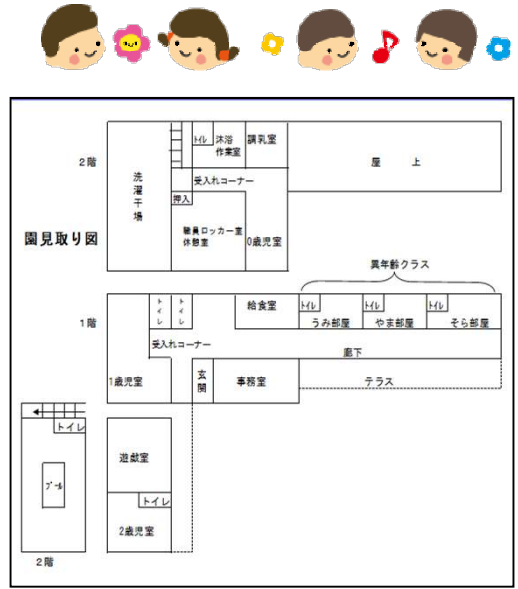 2階
洗濯干場
トイレ
沐浴
作業室
調乳室
屋 上
受入れコーナー
押入
職員ロッカー室
休憩室
0歳児室
園見取り図
異年齢クラス
1階
トイレ
トイレ
給食室
トイレ
トイレ
トイレ
うみ部屋
やま部屋
そら部屋
受入れコーナー
廊下
1歳児室
玄関
事務室
テラス
トイレ
遊戯室
プール
トイレ
2歳児室
2階